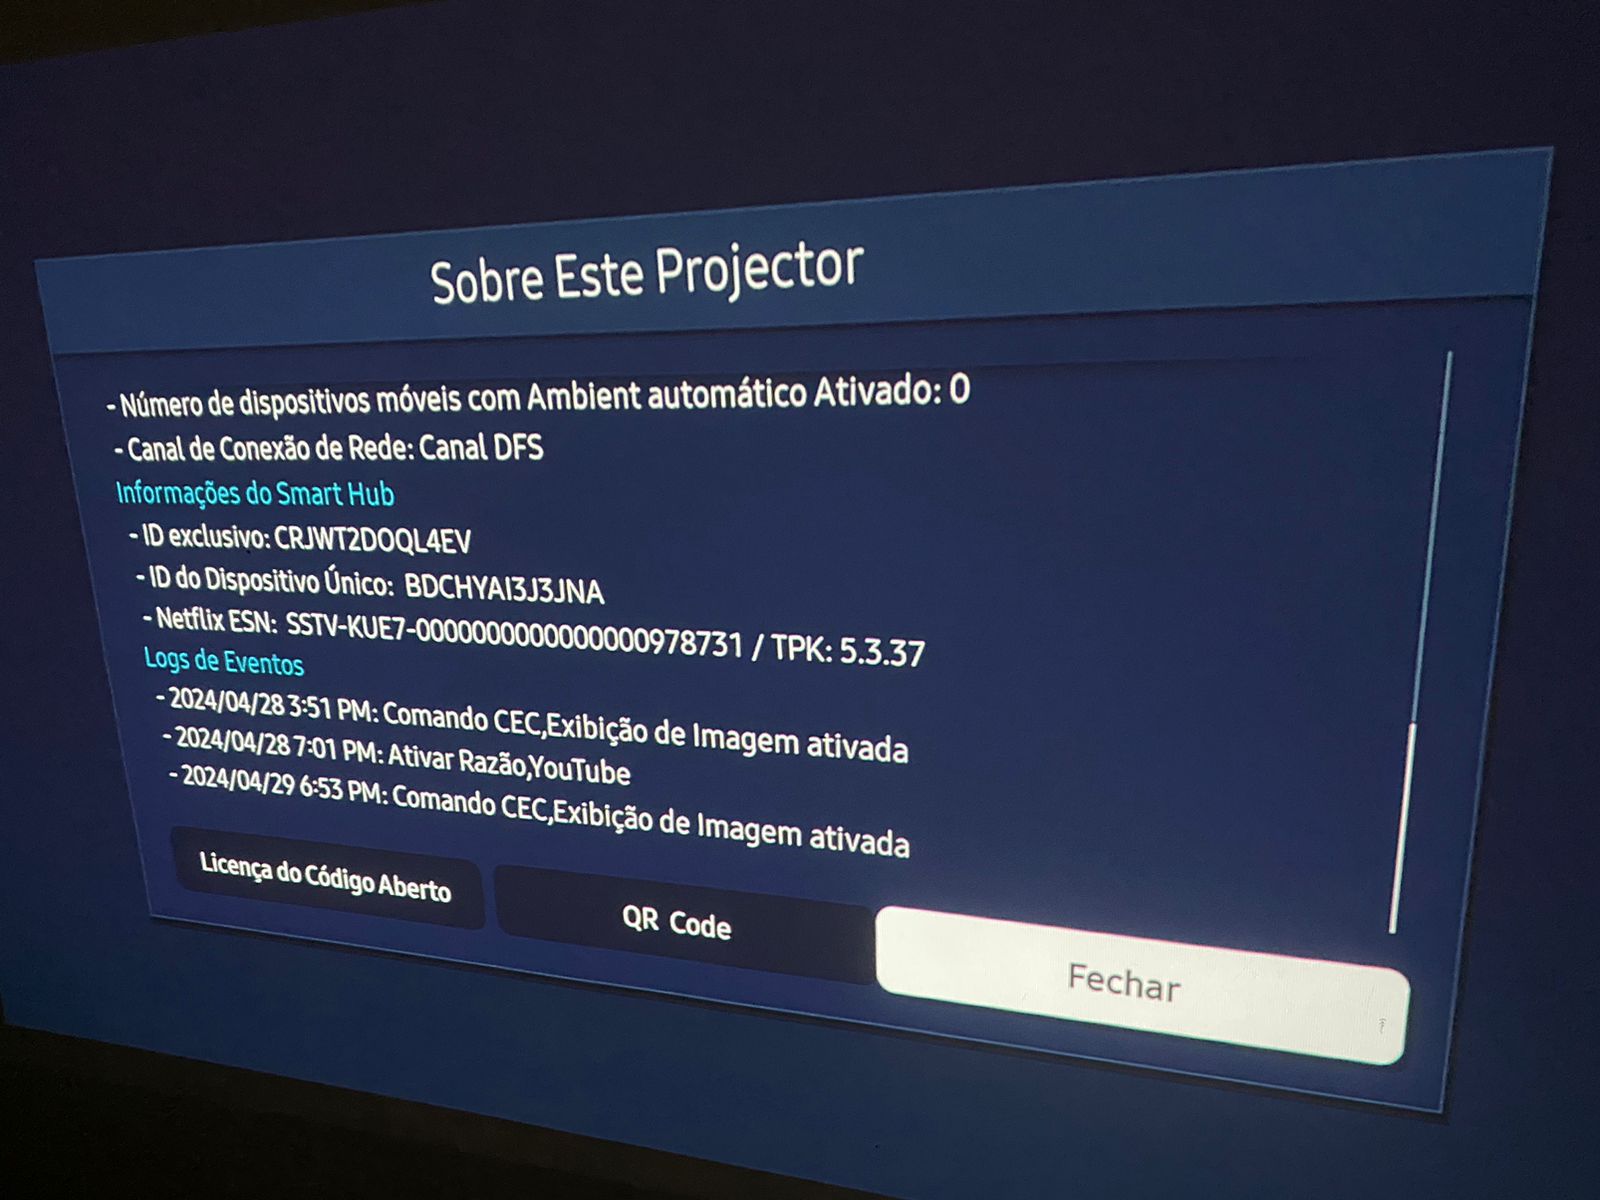 Sobre Este Projector
- Número de dispositivos móveis com Ambient automático Ativado: 0
- Canal de Conexão de Rede: Canal DFS
Informações do Smart Hub
- ID exclusivo: CRJWT2DOQL4EV
- ID do Dispositivo Único: BDCHYAI3J3JNA
- Netflix ESN: SSTV-KUE7-0000000000000000978731 / TPK: 5.3.37
Logs de Eventos
- 2024/04/28 3:51 PM: Comando CEC,Exibição de Imagem ativada
- 2024/04/28 7:01 PM: Ativar Razão,YouTube
- 2024/04/29 6:53 PM: Comando CEC,Exibição de Imagem ativada
Licença do Código Aberto
QR Code
Fechar